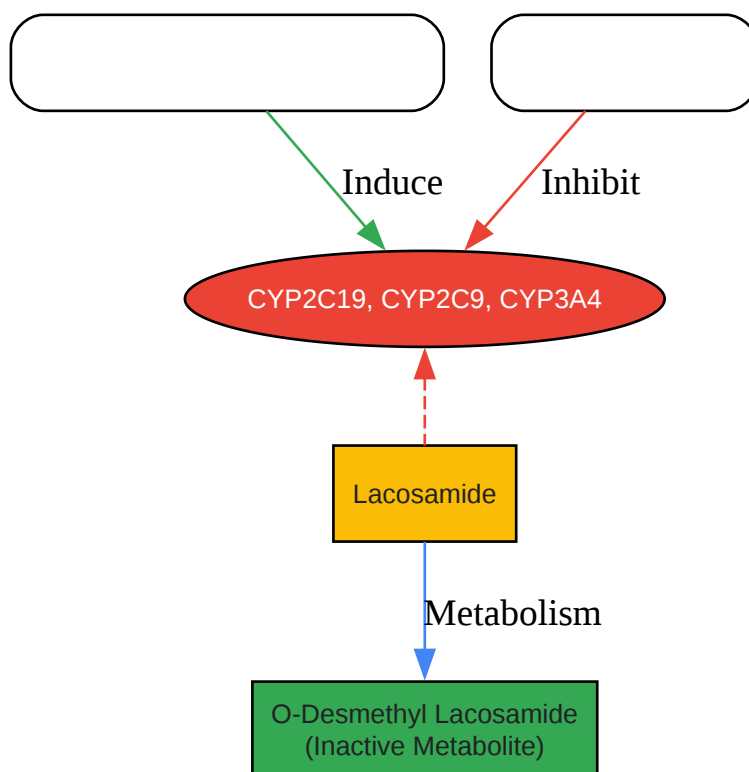 Induce
Inhibit
CYP2C19, CYP2C9, CYP3A4
Lacosamide
Metabolism
O-Desmethyl Lacosamide
(Inactive Metabolite)